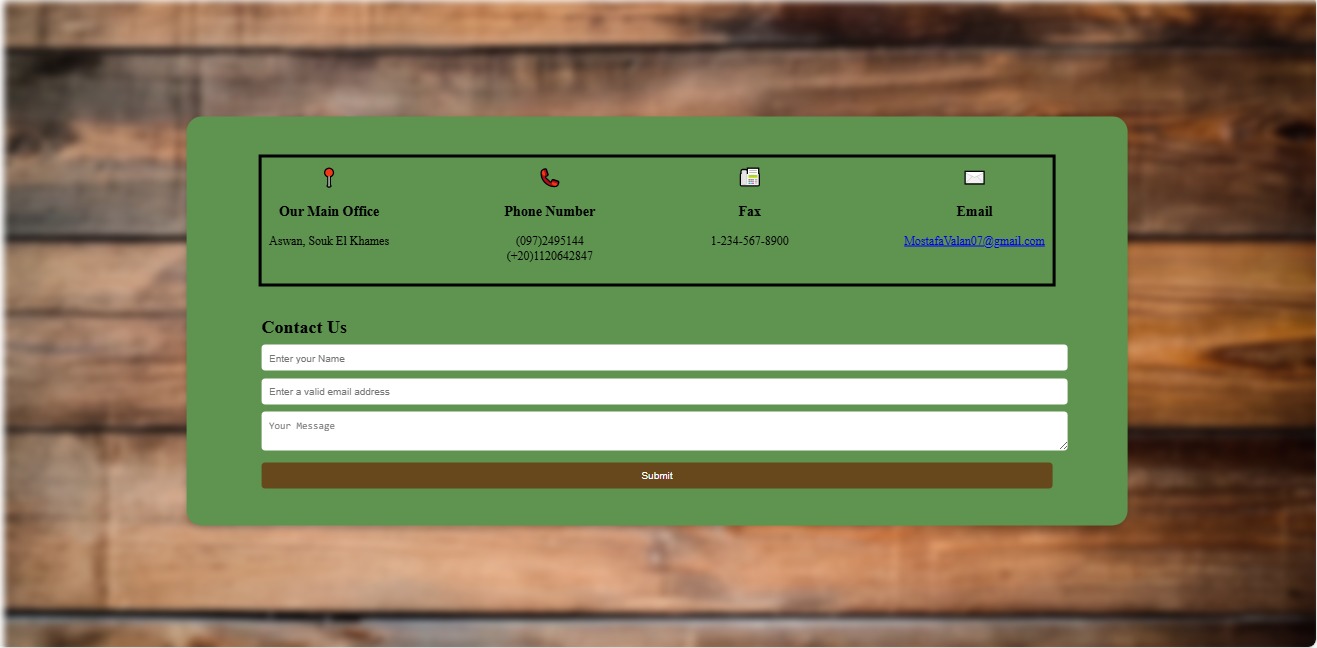 Our Main Office
Aswan, Souk El Khames
Phone Number
(097)2495144
(+20)1120642847
Fax
1-234-567-8900
Email
MostafaValan07@gmail.com
Contact Us
Enter your Name
Enter a valid email address
Your Message
Submit